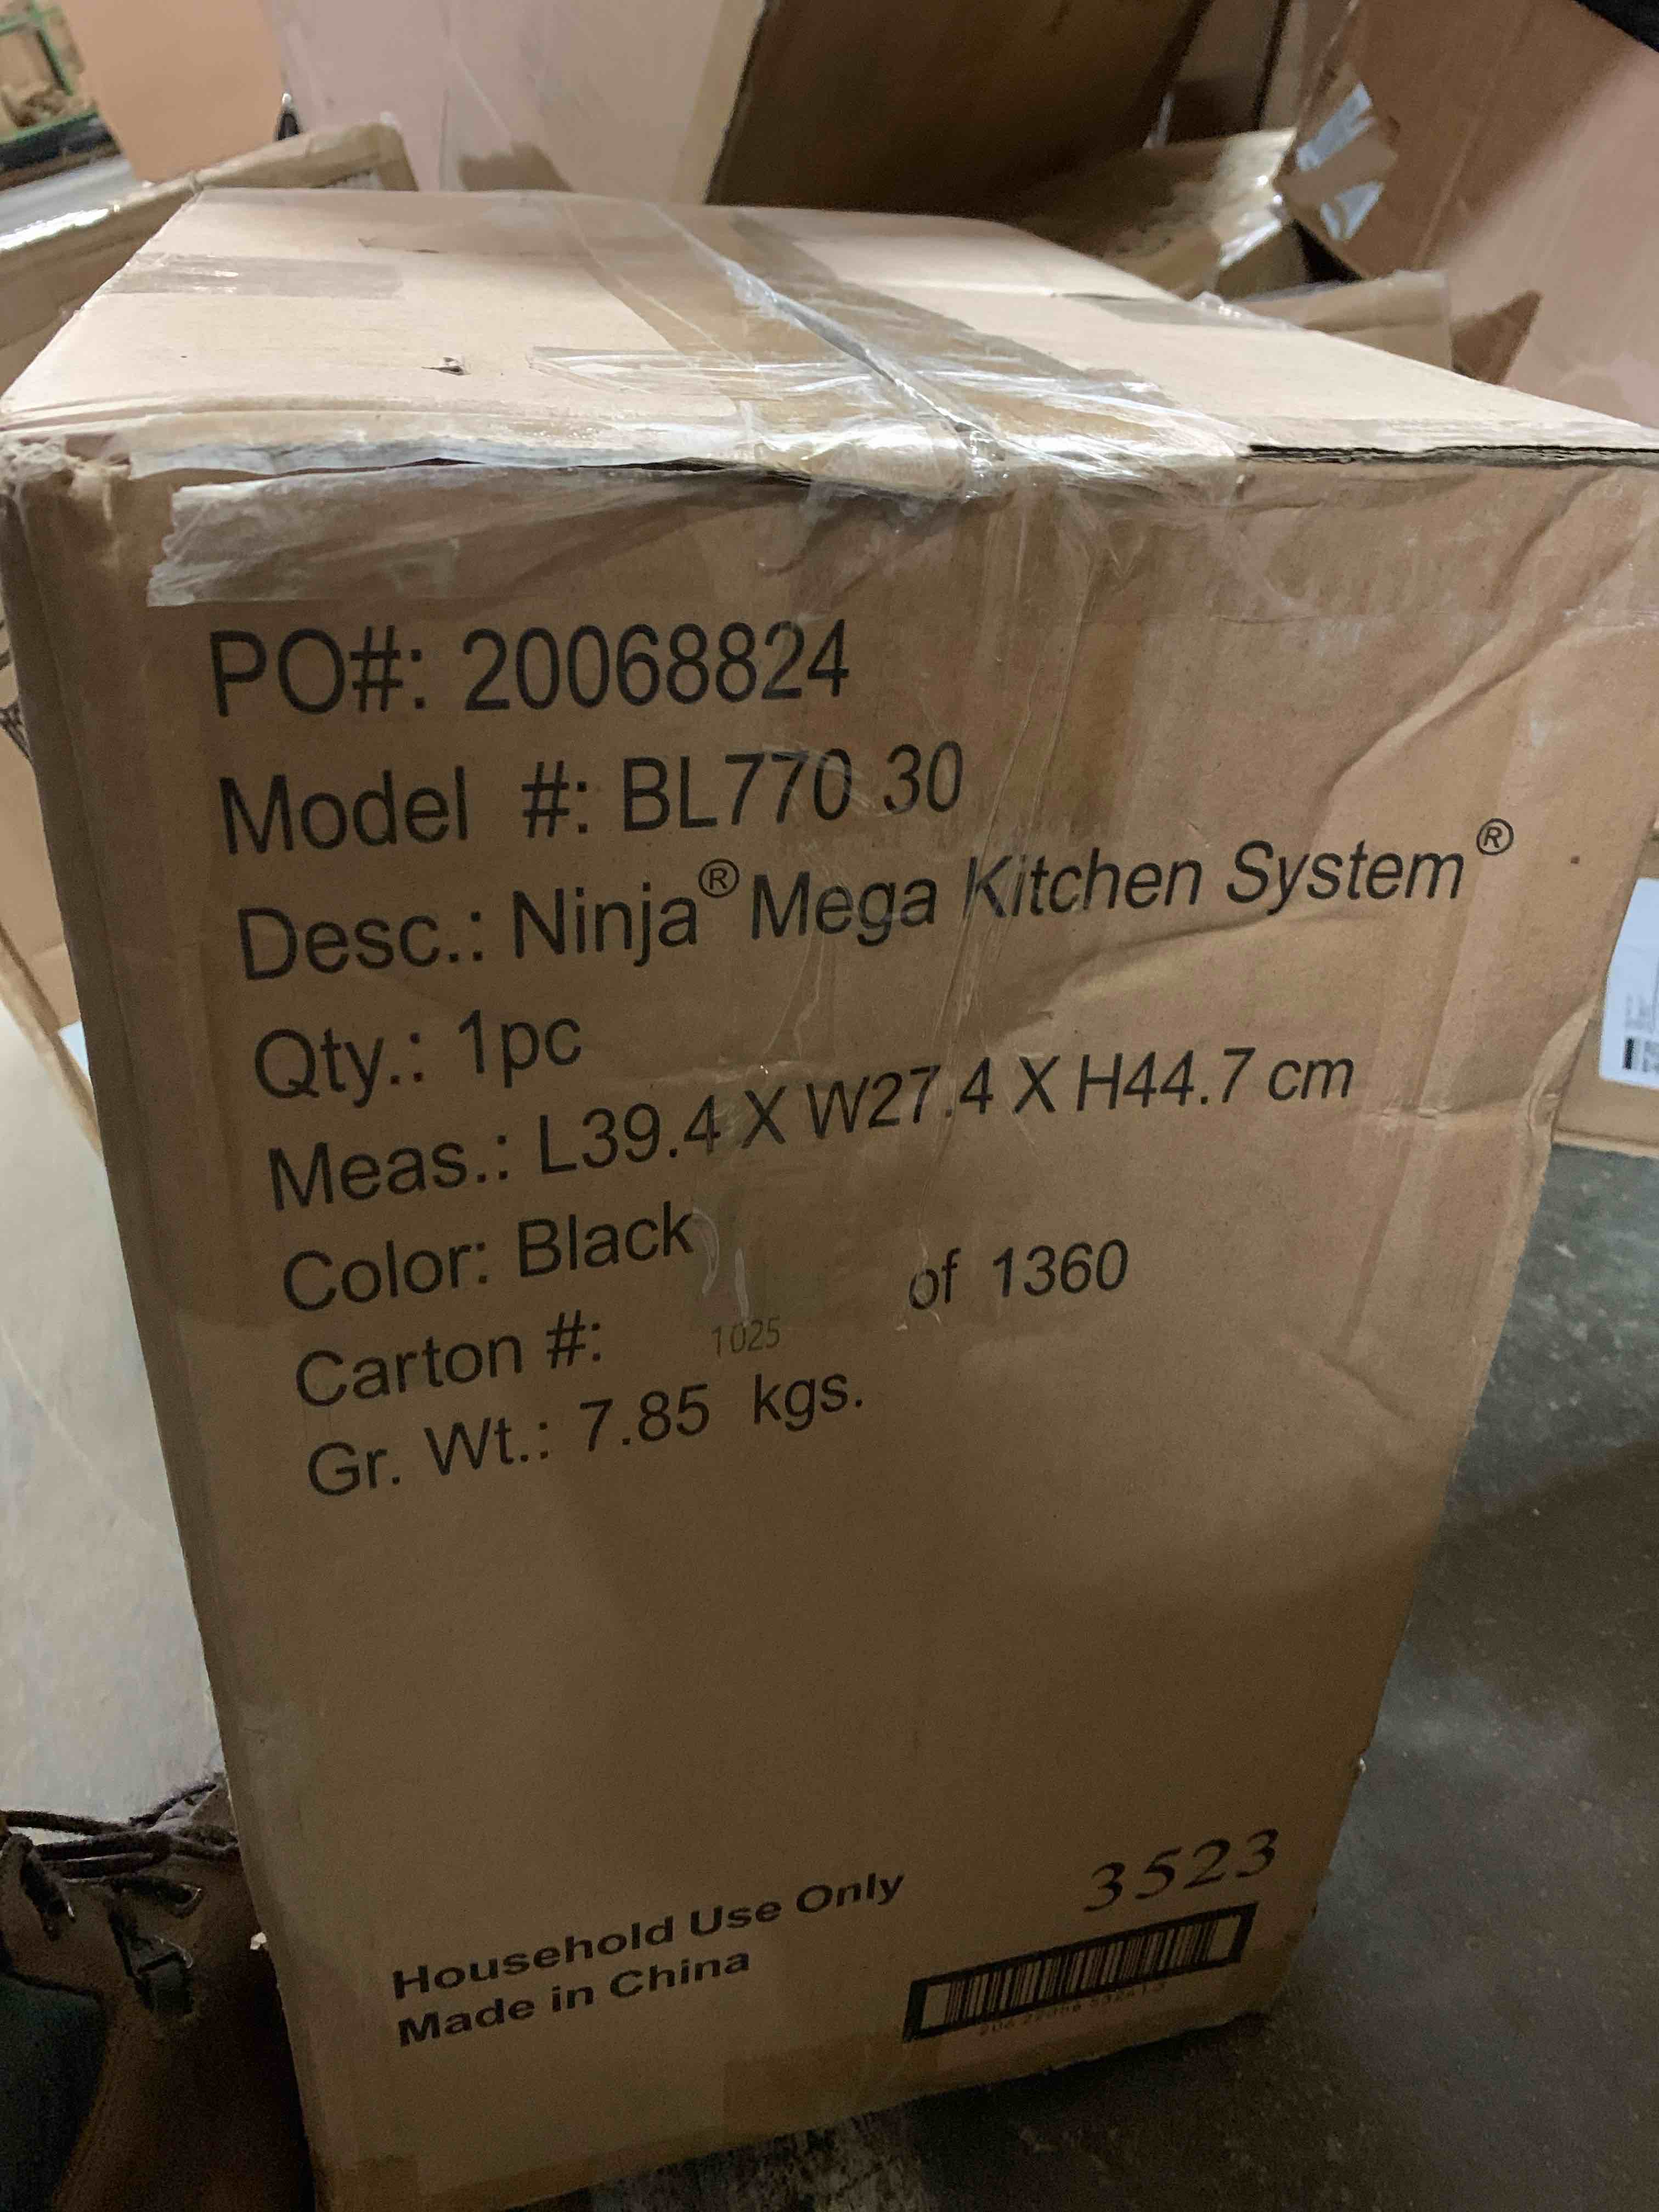 PO#: 20068824
Model #: BL770 30
Desc.: Ninja® Mega Kitchen System®
Qty.: 1pc
Meas.: L39.4 X W27.4 X H44.7 cm
Color: Black
Carton #: 1025 of 1360
Gr. Wt.: 7.85 kgs.
3523
Household Use Only
Made in China